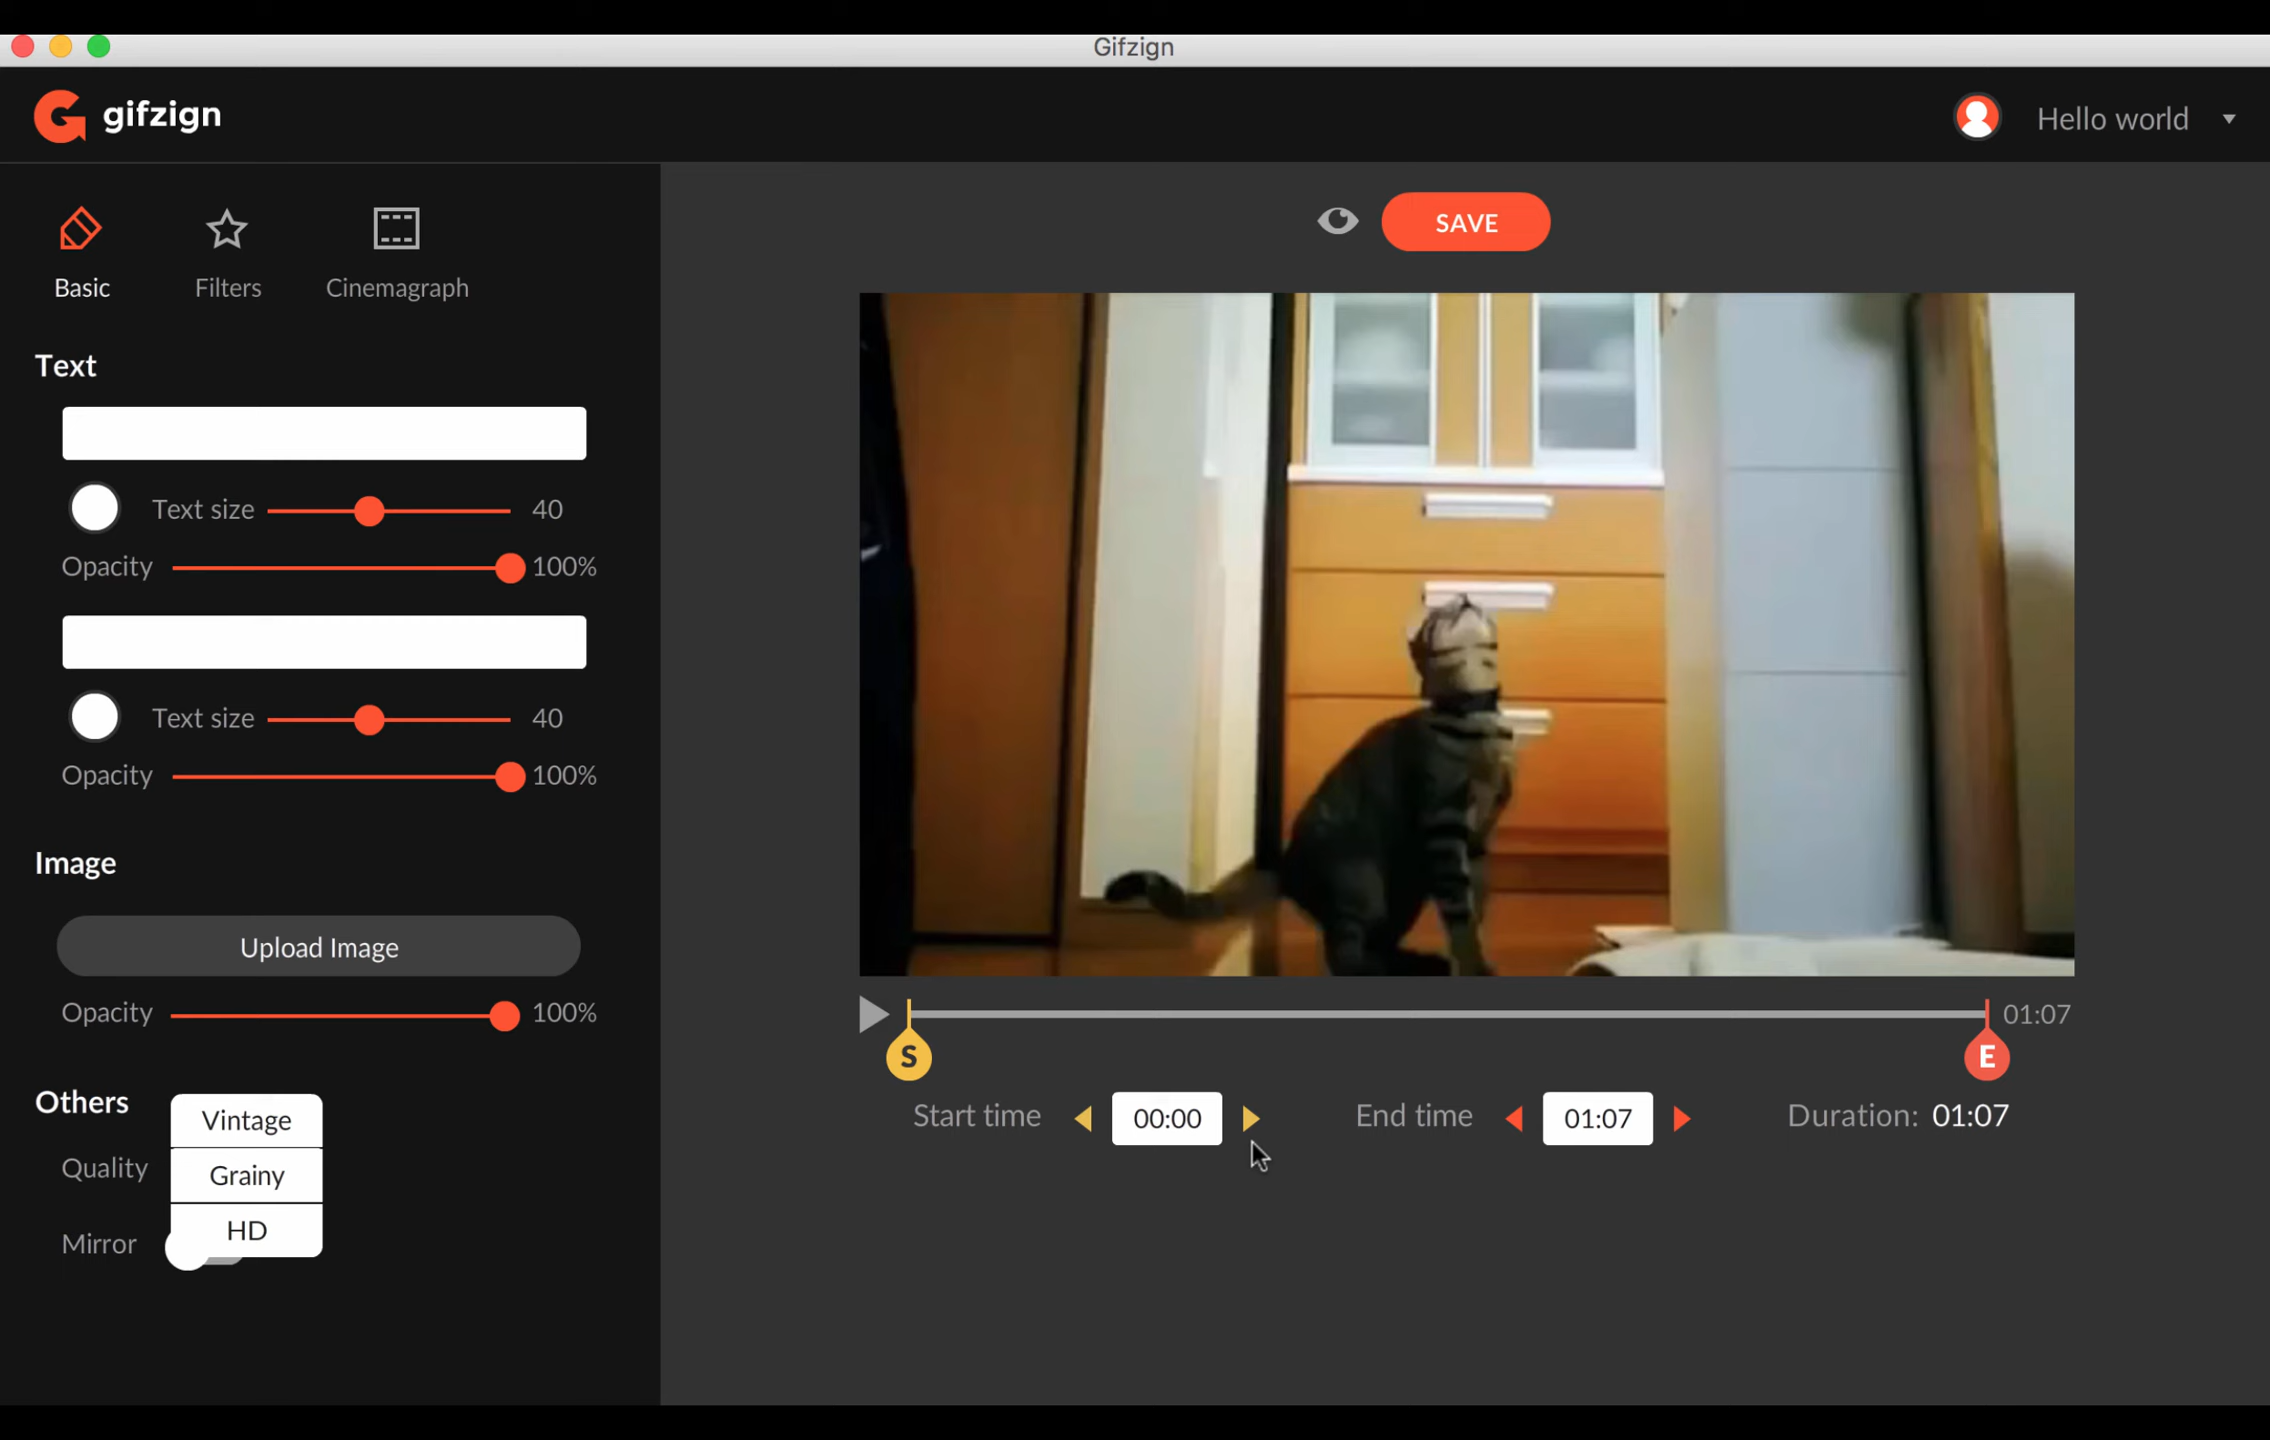 Gifzign
gifzign
Hello world
Basic
Filters
Cinemagraph
SAVE
Text
Text size 40
Opacity 100%
Text size 40
Opacity 100%
Image
Upload Image
Opacity 100%
Others
Vintage
Quality
Grainy
HD
Mirror
01:07
S
E
Start time 00:00
End time 01:07
Duration: 01:07